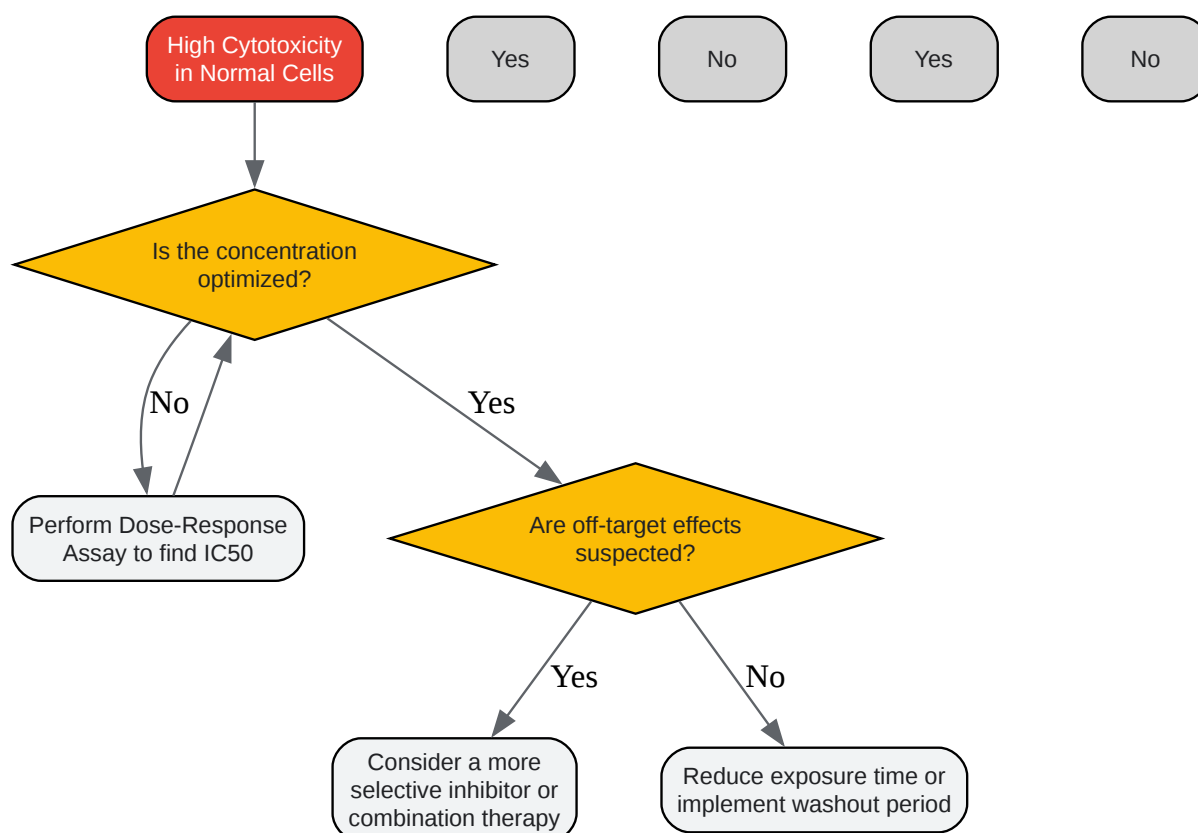 High Cytotoxicity
in Normal Cells
Yes
No
Yes
No
Is the concentration
optimized?
No
Yes
Perform Dose-Response
Assay to find IC50
Are off-target effects
suspected?
Yes
No
Consider a more
selective inhibitor or
combination therapy
Reduce exposure time or
implement washout period